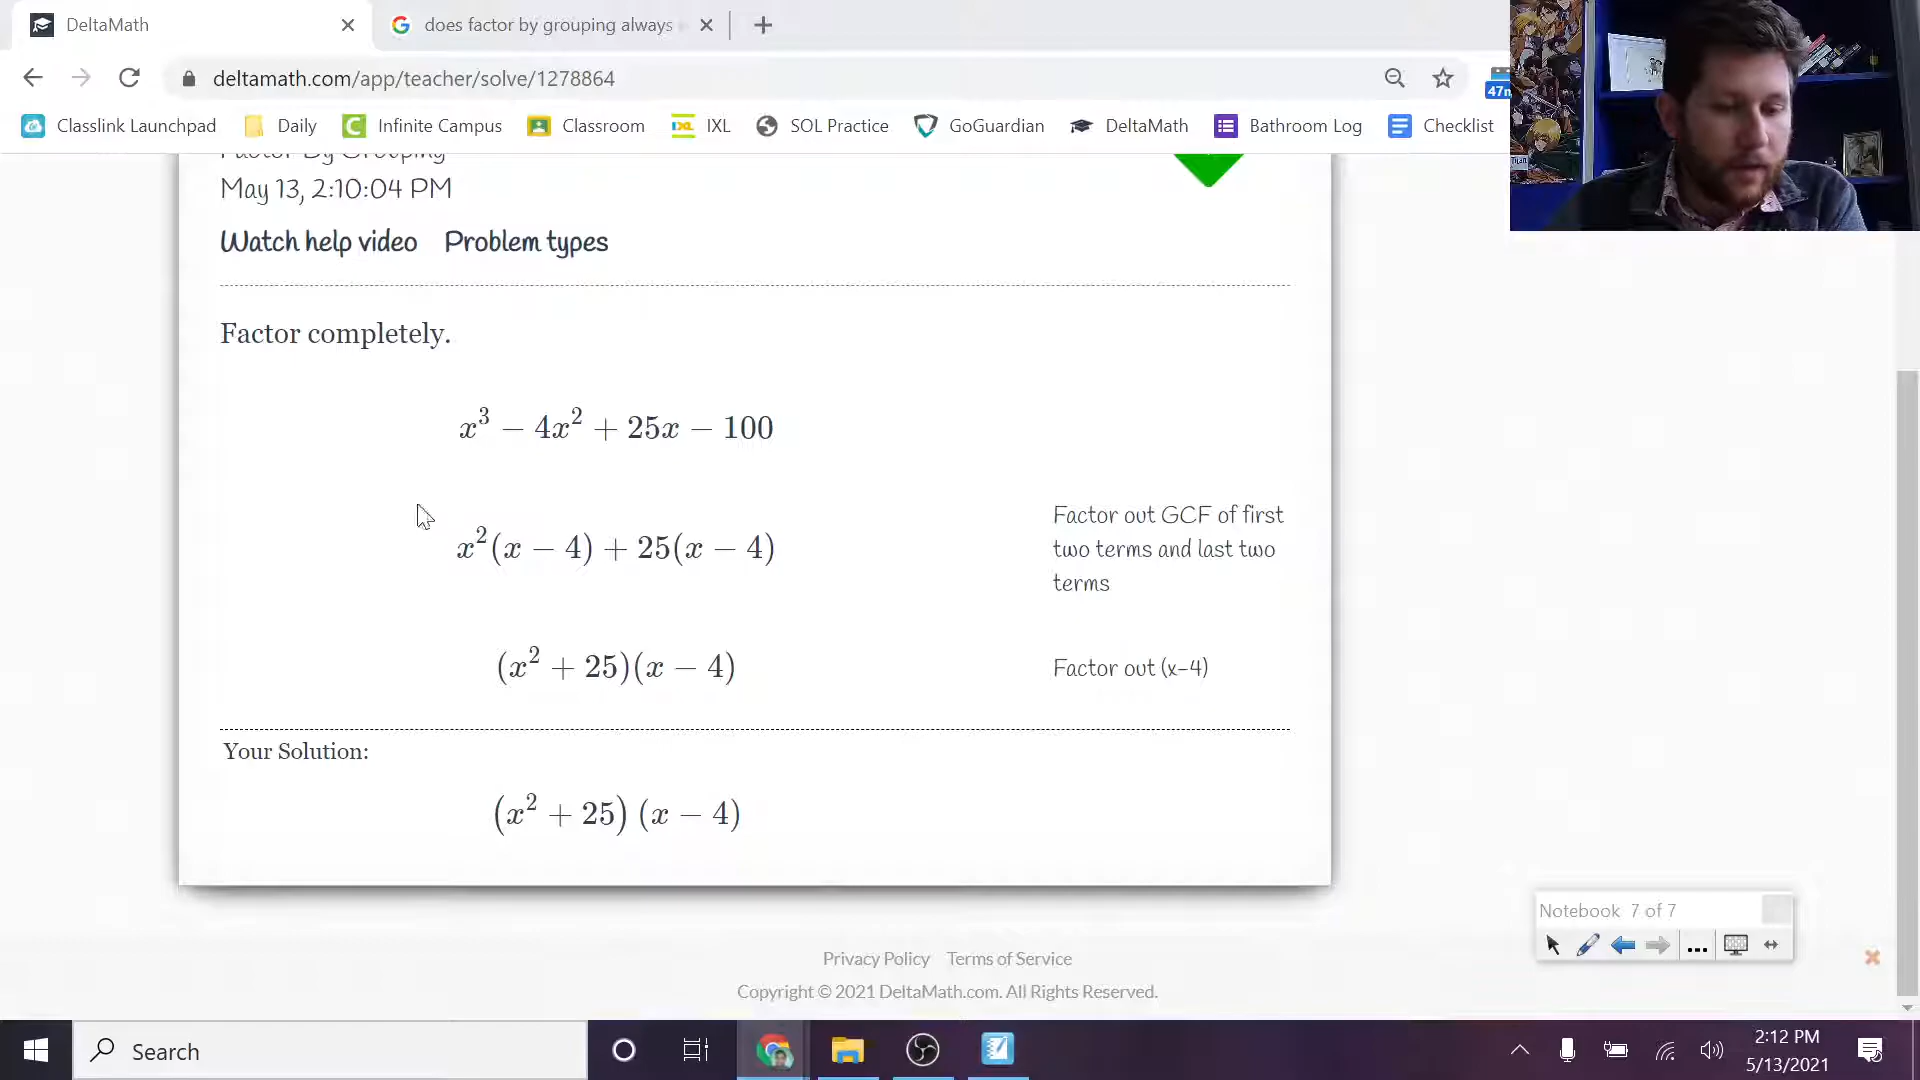 DeltaMath
does factor by grouping always
deltamath.com/app/teacher/solve/1278864
47
Classlink Launchpad
Daily
Infinite Campus
Classroom
IXL
SOL Practice
GoGuardian
DeltaMath
Bathroom Log
Checklist
Factor By Grouping
May 13, 2:10:04 PM
Watch help video Problem types
Factor completely.
x³ − 4x² + 25x − 100
x²(x − 4) + 25(x − 4)
Factor out GCF of first
two terms and last two
terms
(x² + 25)(x − 4)
Factor out (x−4)
Your Solution:
(x² + 25) (x − 4)
Notebook 7 of 7
Privacy Policy Terms of Service
Copyright © 2021 DeltaMath.com. All Rights Reserved.
Search
2:12 PM
5/13/2021